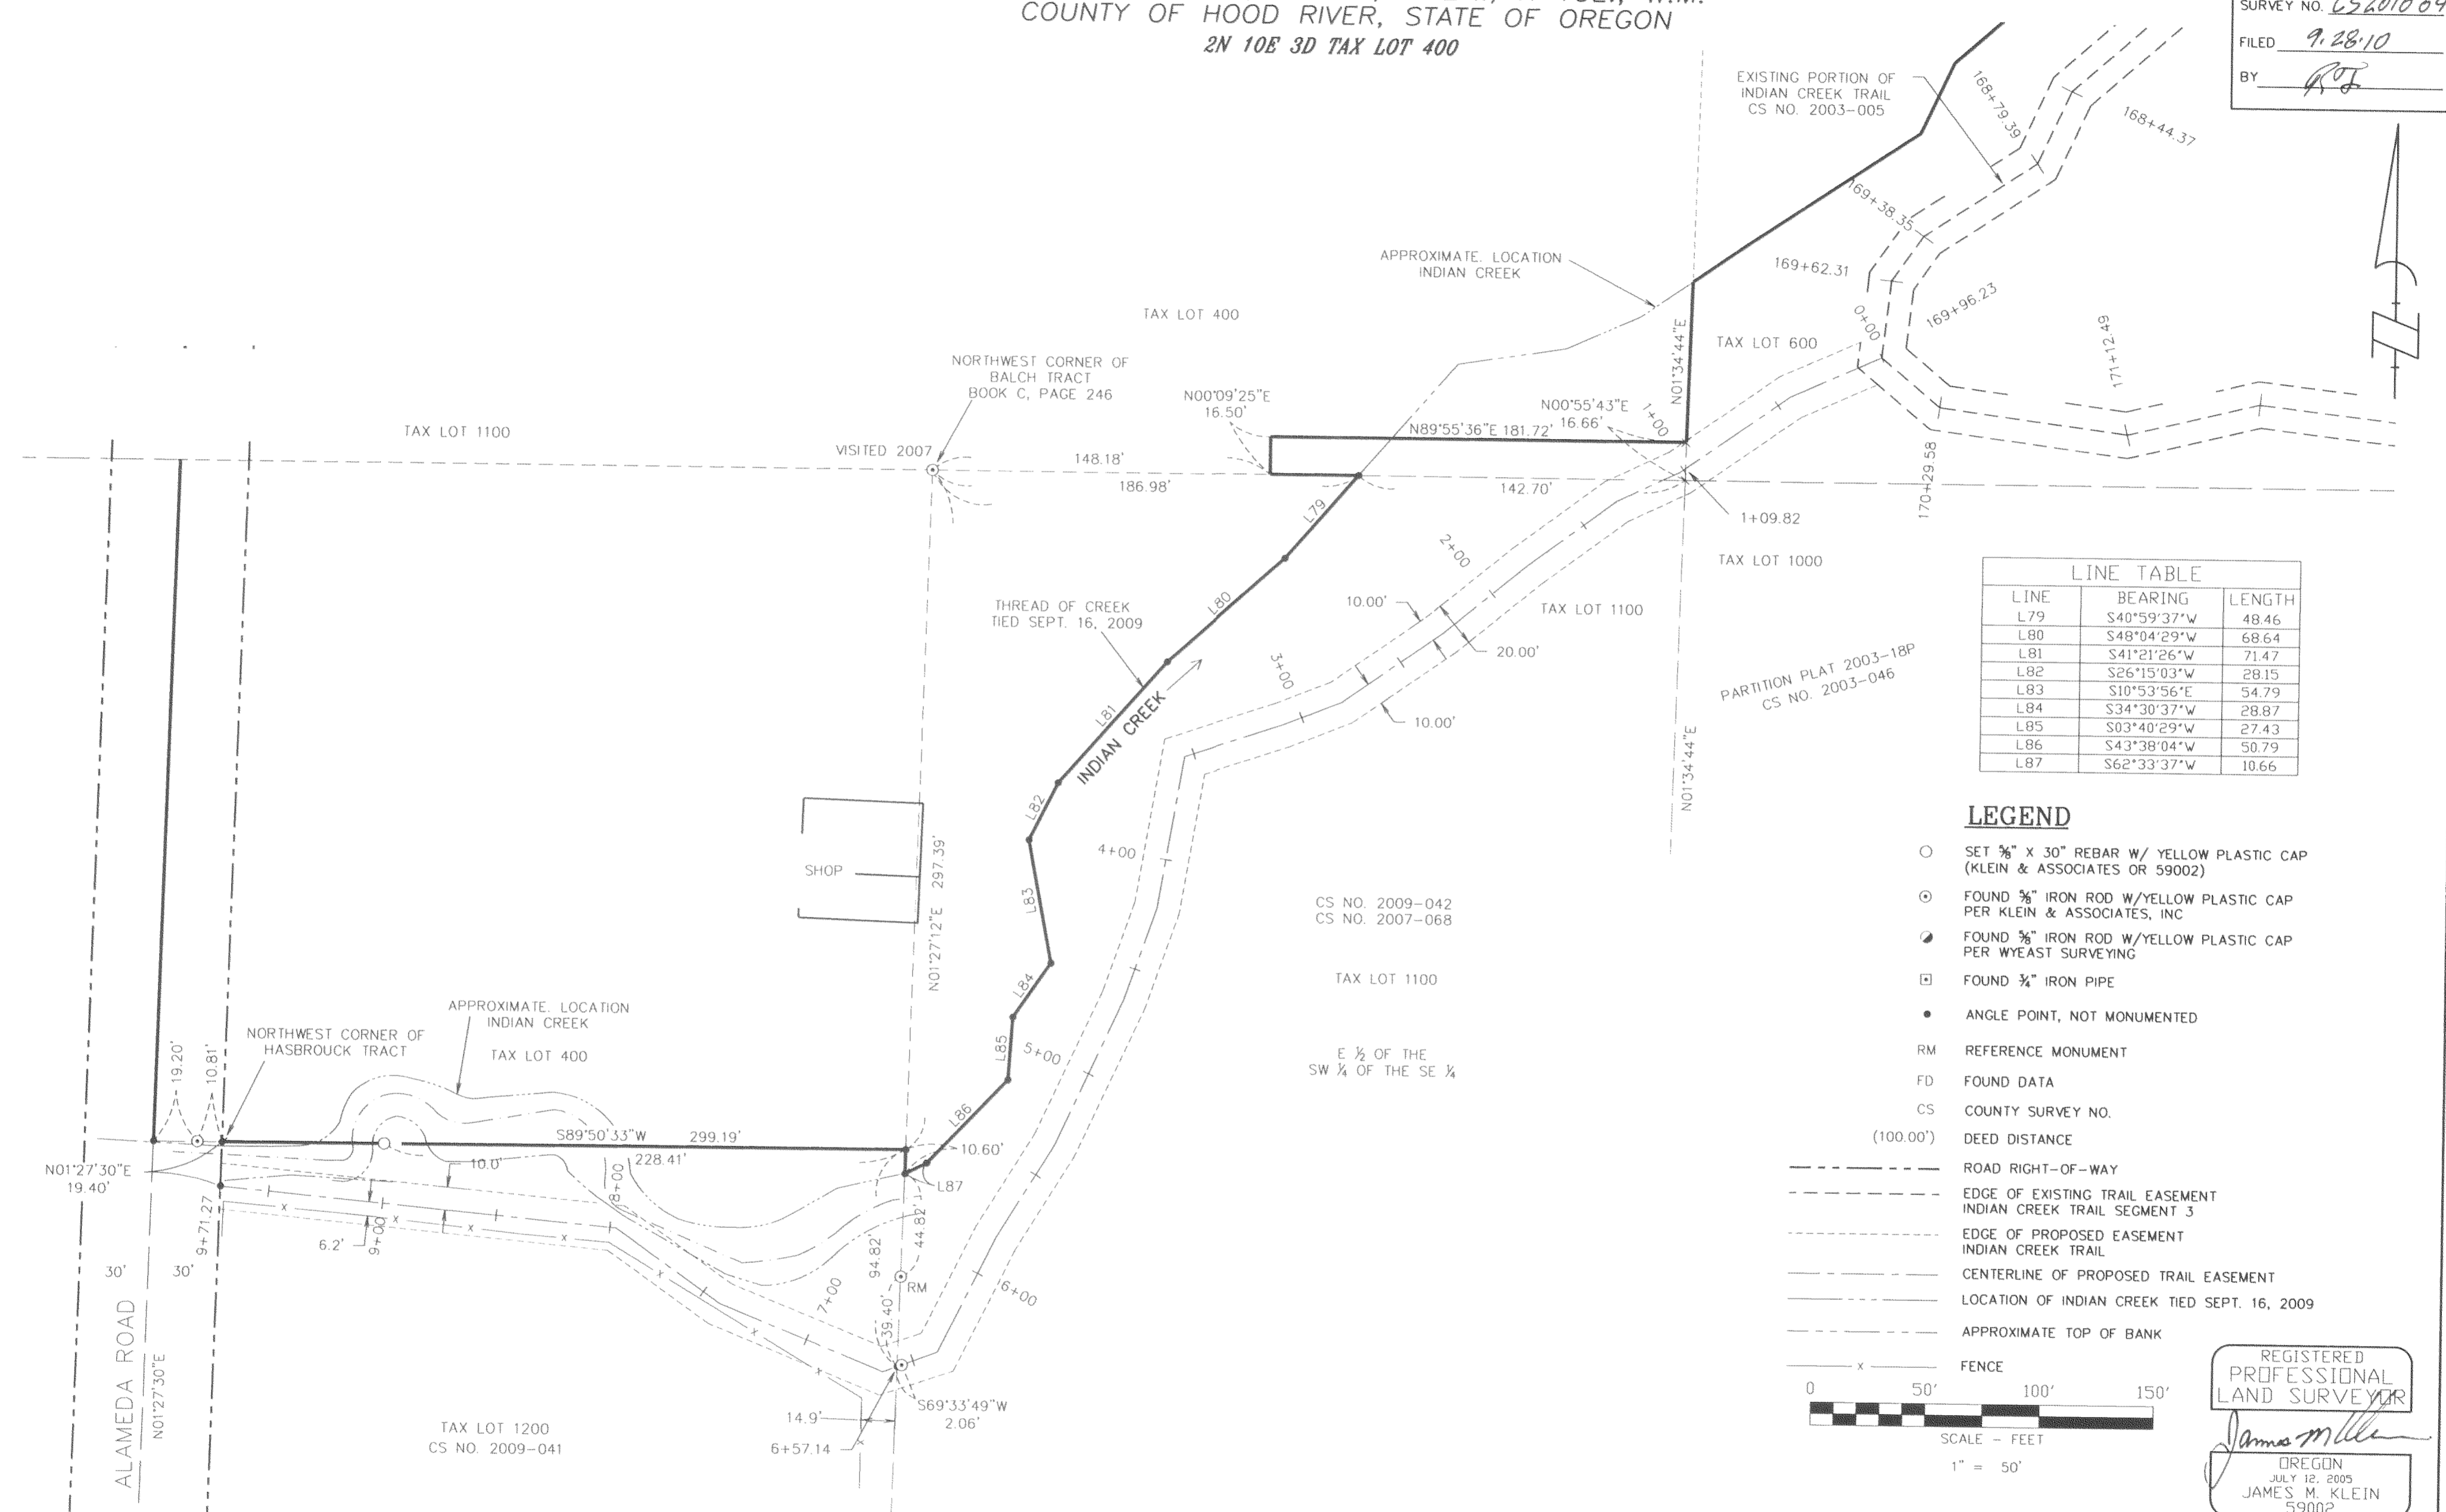 COUNTY OF HOOD RIVER, STATE OF OREGON
2N 10E 3D TAX LOT 400
SURVEY NO.
FILED 9.28.10
BY
EXISTING PORTION OF
INDIAN CREEK TRAIL
CS NO. 2003-005
168+79.39
168+44.37
169+38.35
169+62.31
169+96.23
0+00
171+12.49
170+29.58
APPROXIMATE. LOCATION
INDIAN CREEK
TAX LOT 400
TAX LOT 600
N01°34'44"E
NORTHWEST CORNER OF
BALCH TRACT
BOOK C, PAGE 246
N00°09'25"E
16.50'
N00°55'43"E
16.66'
1+00
N89°55'36"E 181.72'
TAX LOT 1100
VISITED 2007
148.18'
186.98'
142.70'
1+09.82
TAX LOT 1000
L79
2+00
THREAD OF CREEK
TIED SEPT. 16, 2009
L80
10.00'
TAX LOT 1100
20.00'
3+00
10.00'
PARTITION PLAT 2003-18P
CS NO. 2003-046
L81
INDIAN CREEK
N01°34'44"E
LINE TABLE
LINE BEARING LENGTH
L79 S40°59'37"W 48.46
L80 S48°04'29"W 68.64
L81 S41°21'26"W 71.47
L82 S26°15'03"W 28.15
L83 S10°53'56"E 54.79
L84 S34°30'37"W 28.87
L85 S03°40'29"W 27.43
L86 S43°38'04"W 50.79
L87 S62°33'37"W 10.66
L82
SHOP
N01°27'12"E 297.39'
4+00
L83
CS NO. 2009-042
CS NO. 2007-068
TAX LOT 1100
L84
L85
5+00
E ½ OF THE
SW ¼ OF THE SE ¼
L86
APPROXIMATE. LOCATION
INDIAN CREEK
TAX LOT 400
NORTHWEST CORNER OF
HASBROUCK TRACT
19.20'
10.81'
S89°50'33"W 299.19'
228.41'
10.60'
L87
N01°27'30"E
19.40'
10.0'
8+00
9+71.27
6.2'
9+00
44.82'
94.82'
RM
39.40'
7+00
6+00
30' 30'
ALAMEDA ROAD
N01°27'30"E
TAX LOT 1200
CS NO. 2009-041
14.9'
6+57.14
S69°33'49"W
2.06'
LEGEND
SET ⅝" X 30" REBAR W/ YELLOW PLASTIC CAP
(KLEIN & ASSOCIATES OR 59002)
FOUND ⅝" IRON ROD W/YELLOW PLASTIC CAP
PER KLEIN & ASSOCIATES, INC
FOUND ⅝" IRON ROD W/YELLOW PLASTIC CAP
PER WYEAST SURVEYING
FOUND ¾" IRON PIPE
ANGLE POINT, NOT MONUMENTED
RM REFERENCE MONUMENT
FD FOUND DATA
CS COUNTY SURVEY NO.
(100.00') DEED DISTANCE
ROAD RIGHT-OF-WAY
EDGE OF EXISTING TRAIL EASEMENT
INDIAN CREEK TRAIL SEGMENT 3
EDGE OF PROPOSED EASEMENT
INDIAN CREEK TRAIL
CENTERLINE OF PROPOSED TRAIL EASEMENT
LOCATION OF INDIAN CREEK TIED SEPT. 16, 2009
APPROXIMATE TOP OF BANK
x FENCE
0 50' 100' 150'
SCALE - FEET
1" = 50'
REGISTERED
PROFESSIONAL
LAND SURVEYOR
OREGON
JULY 12, 2005
JAMES M. KLEIN
59002